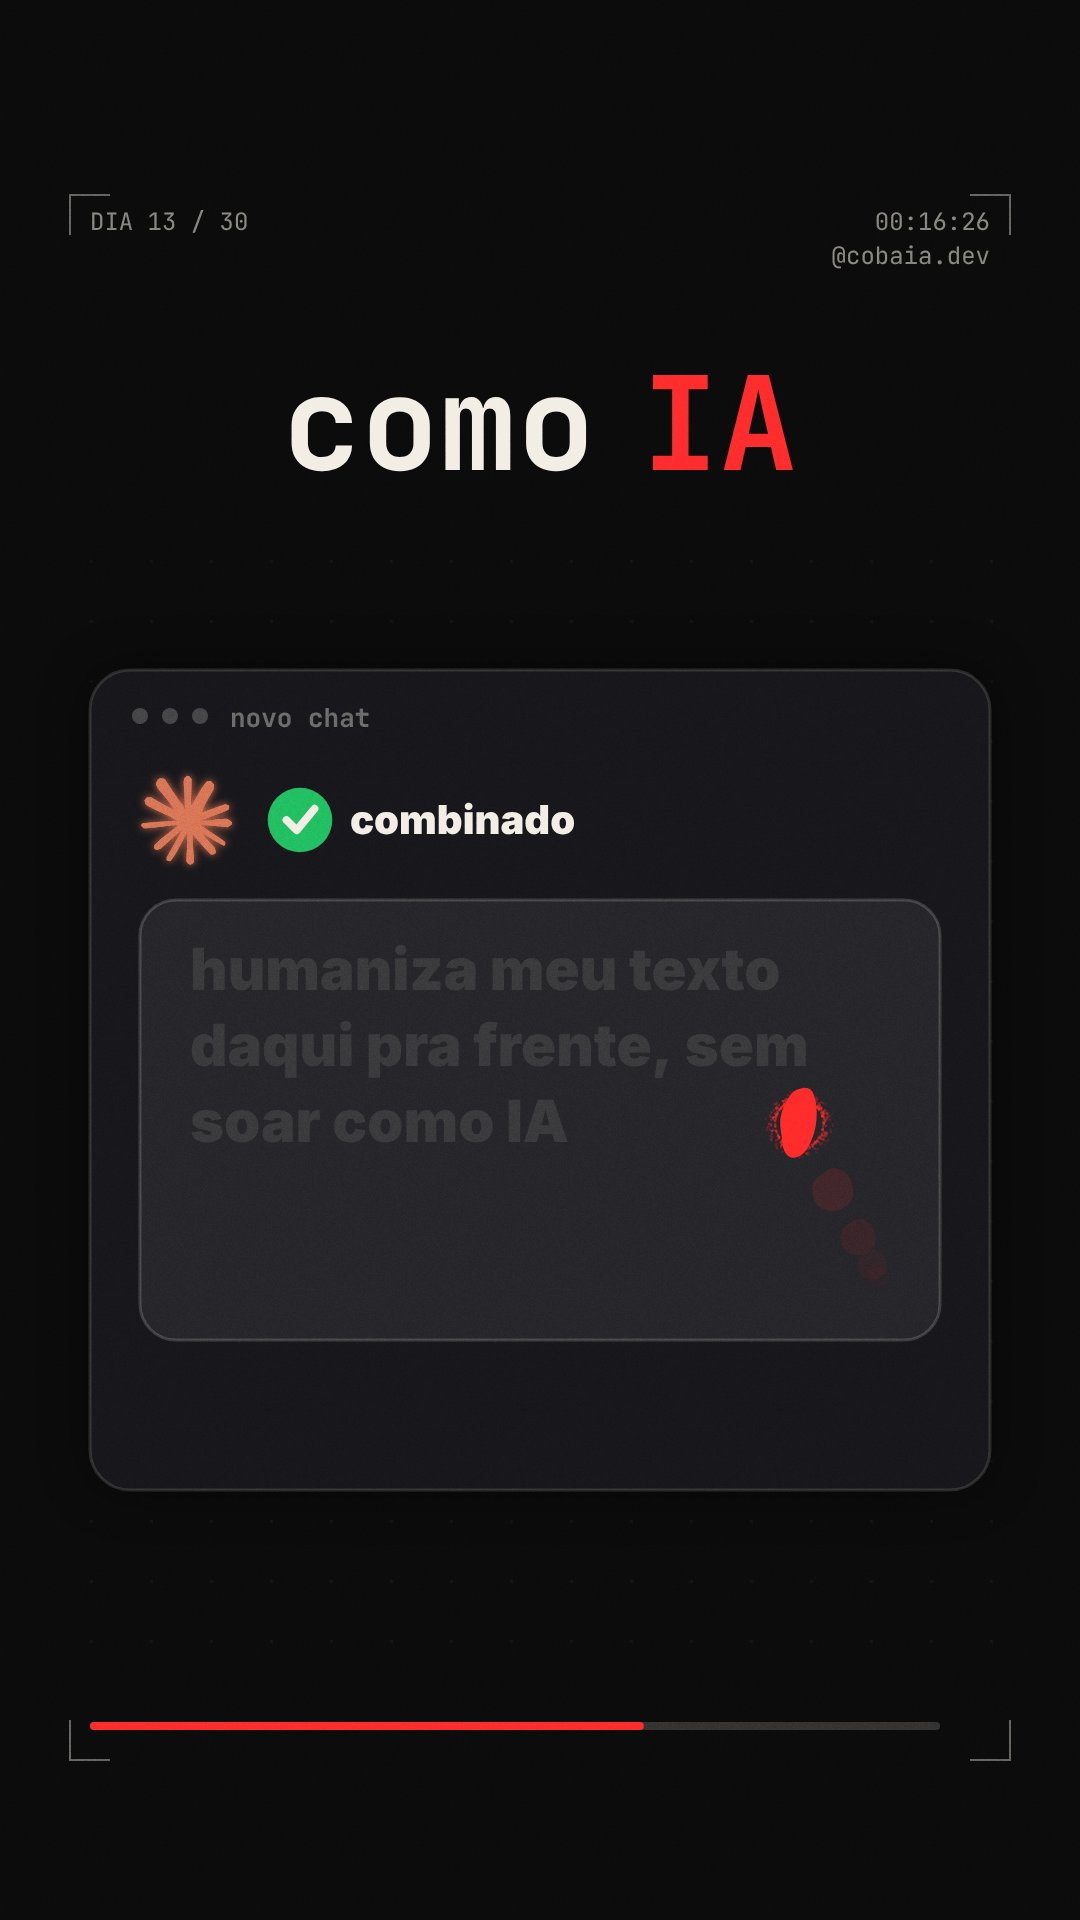 DIA 13 / 30
00:16:26
@cobaia.dev
como IA
novo chat
combinado
humaniza meu texto
daqui pra frente, sem
soar como IA